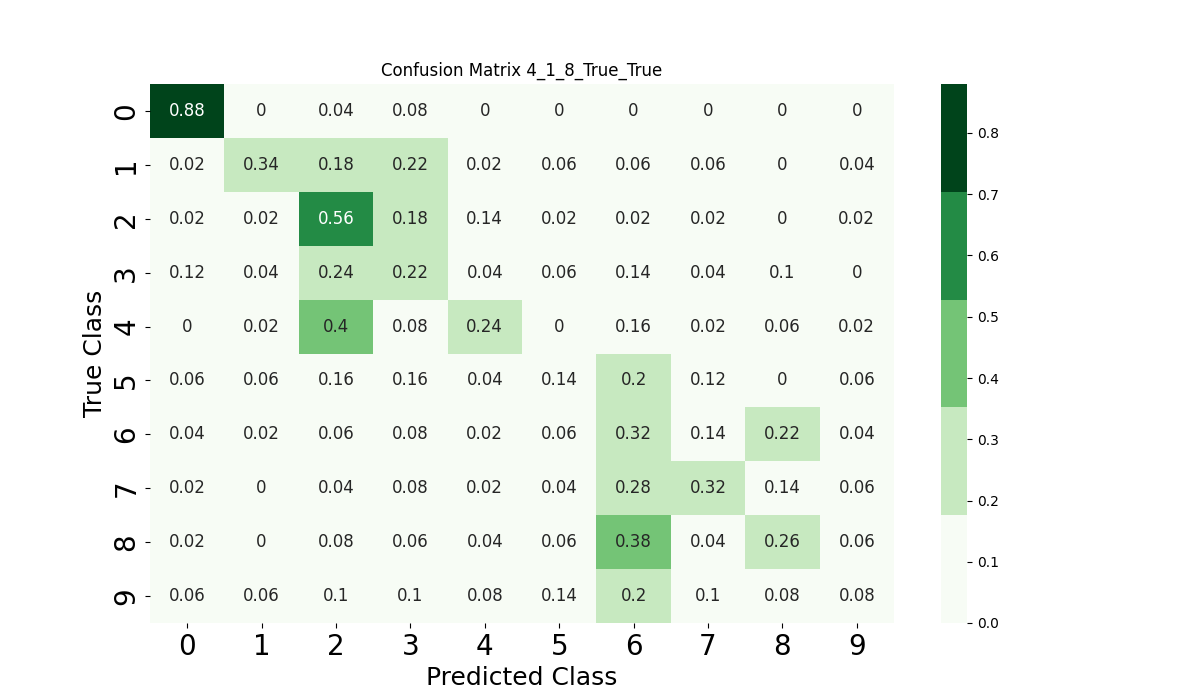 Confusion Matrix 4_1_8_True_True
0 0.88 0 0.04 0.08 0 0 0 0 0 0
1 0.02 0.34 0.18 0.22 0.02 0.06 0.06 0.06 0 0.04
2 0.02 0.02 0.56 0.18 0.14 0.02 0.02 0.02 0 0.02
3 0.12 0.04 0.24 0.22 0.04 0.06 0.14 0.04 0.1 0
4 0 0.02 0.4 0.08 0.24 0 0.16 0.02 0.06 0.02
5 0.06 0.06 0.16 0.16 0.04 0.14 0.2 0.12 0 0.06
6 0.04 0.02 0.06 0.08 0.02 0.06 0.32 0.14 0.22 0.04
7 0.02 0 0.04 0.08 0.02 0.04 0.28 0.32 0.14 0.06
8 0.02 0 0.08 0.06 0.04 0.06 0.38 0.04 0.26 0.06
9 0.06 0.06 0.1 0.1 0.08 0.14 0.2 0.1 0.08 0.08
0 1 2 3 4 5 6 7 8 9
Predicted Class
True Class
0.8
0.7
0.6
0.5
0.4
0.3
0.2
0.1
0.0